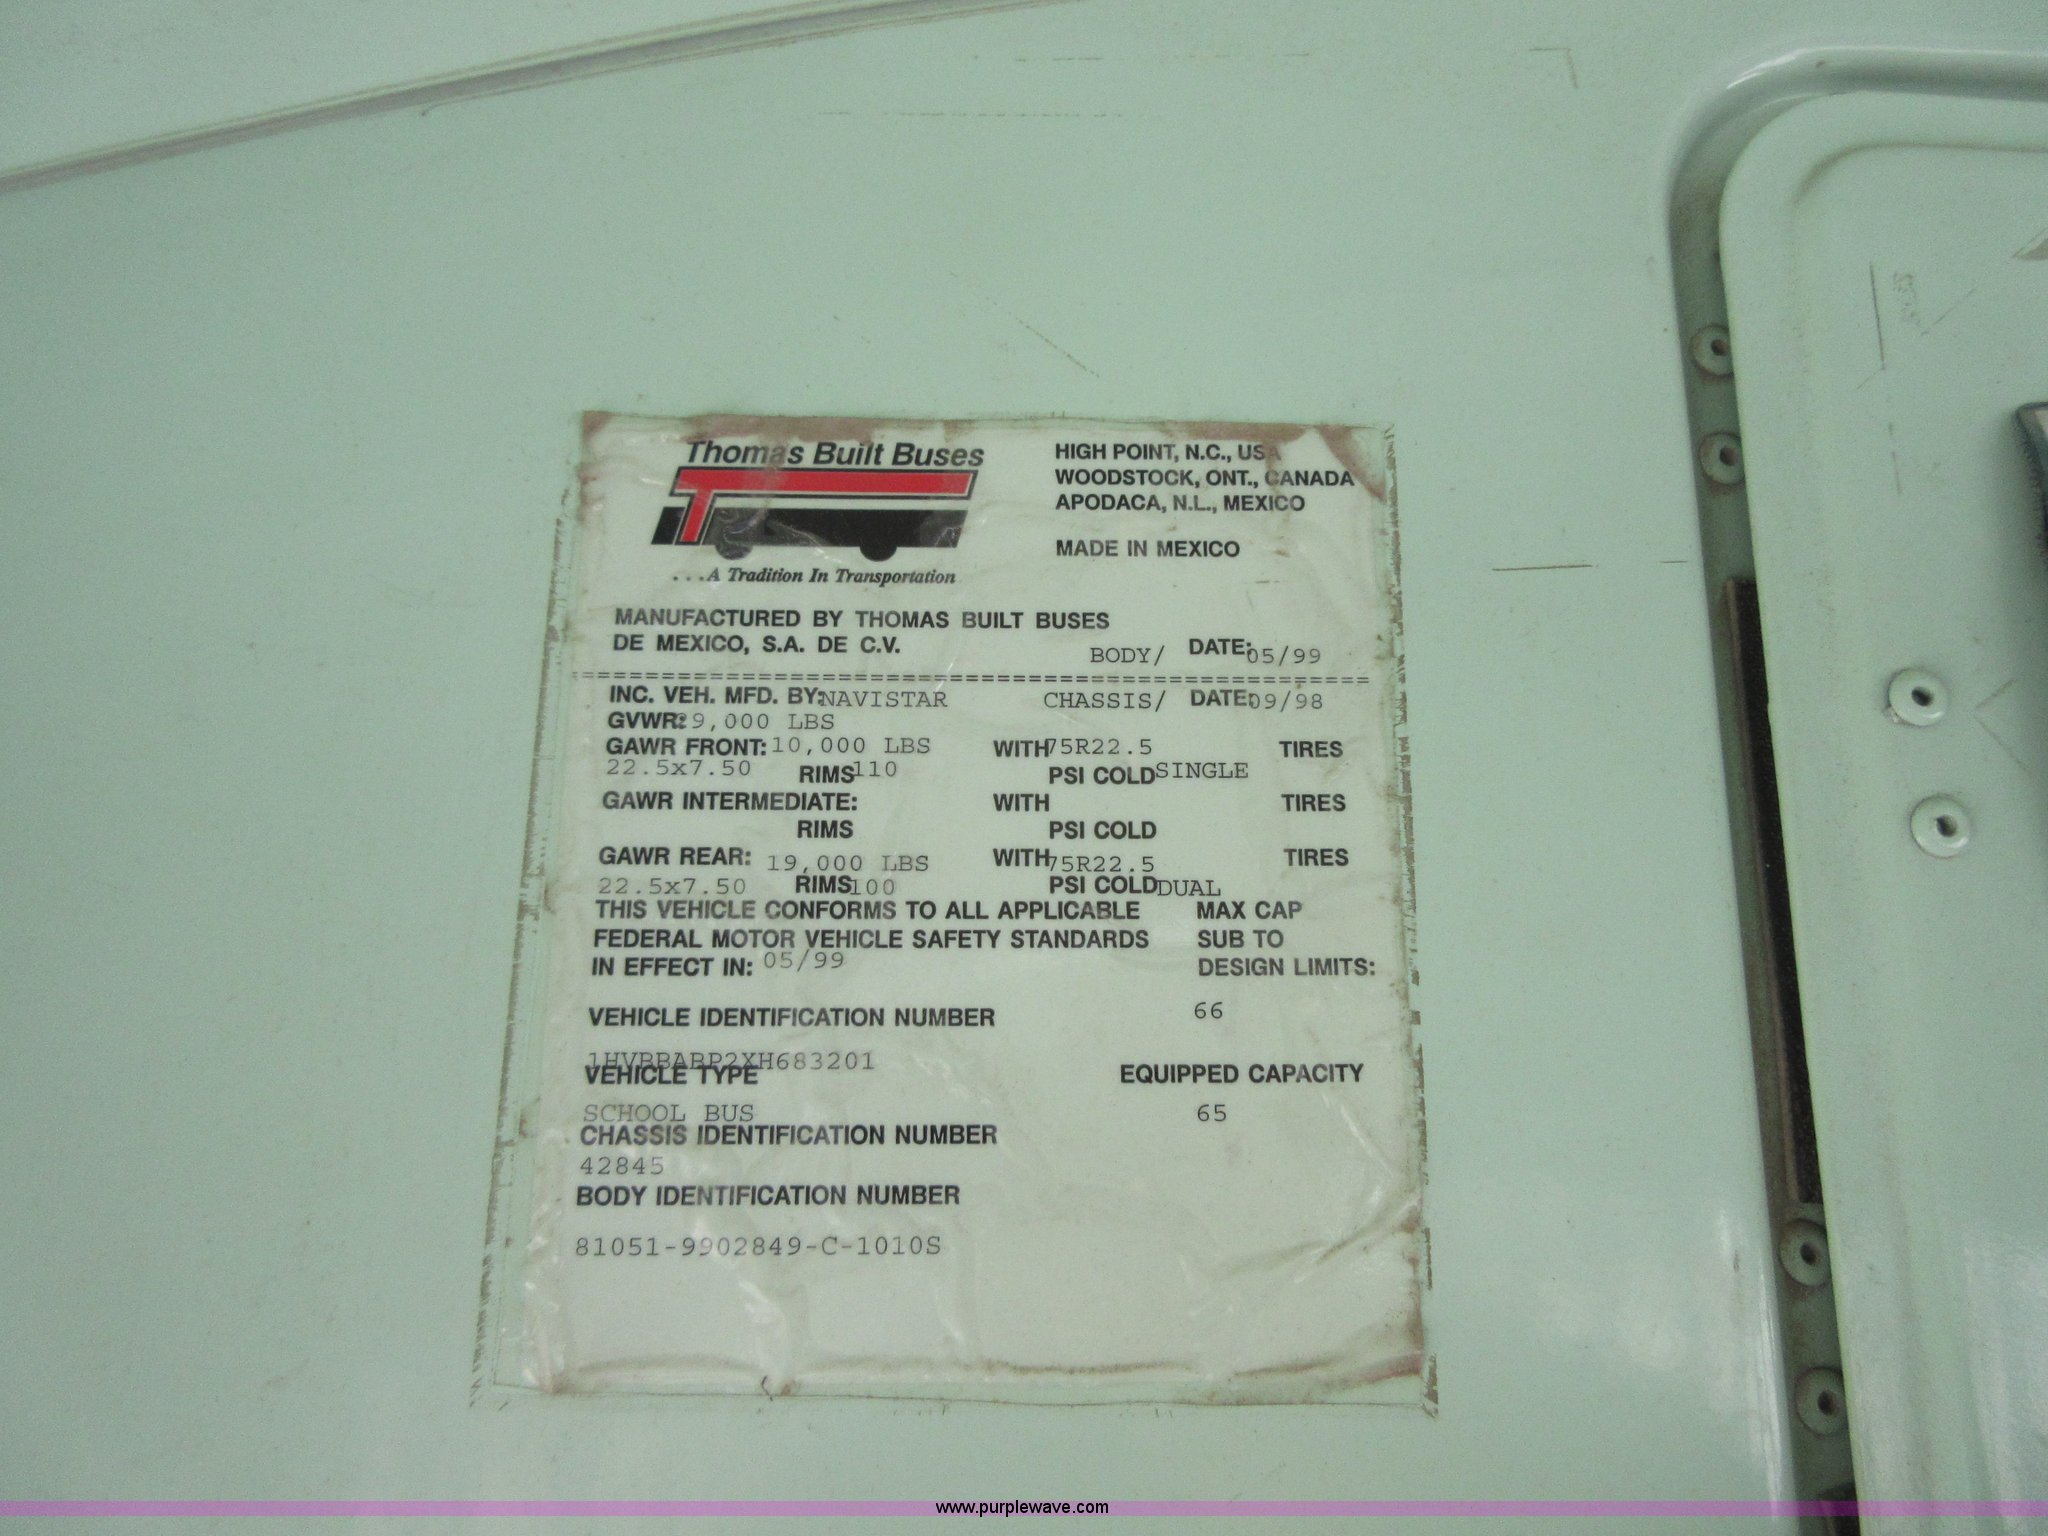 Thomas Built Buses
...A Tradition In Transportation
HIGH POINT, N.C., USA
WOODSTOCK, ONT., CANADA
APODACA, N.L., MEXICO
MADE IN MEXICO
MANUFACTURED BY THOMAS BUILT BUSES
DE MEXICO, S.A. DE C.V. BODY/ DATE: 05/99
INC. VEH. MFD. BY: NAVISTAR CHASSIS/ DATE: 09/98
GVWR: 29,000 LBS
GAWR FRONT: 10,000 LBS WITH 75R22.5 TIRES
22.5x7.50 RIMS 110 PSI COLD SINGLE
GAWR INTERMEDIATE: WITH TIRES
RIMS PSI COLD
GAWR REAR: 19,000 LBS WITH 75R22.5 TIRES
22.5x7.50 RIMS 100 PSI COLD DUAL
THIS VEHICLE CONFORMS TO ALL APPLICABLE MAX CAP
FEDERAL MOTOR VEHICLE SAFETY STANDARDS SUB TO
IN EFFECT IN: 05/99 DESIGN LIMITS:
VEHICLE IDENTIFICATION NUMBER 66
1HVBBABP2XH683201
VEHICLE TYPE EQUIPPED CAPACITY
SCHOOL BUS 65
CHASSIS IDENTIFICATION NUMBER
42845
BODY IDENTIFICATION NUMBER
81051-9902849-C-1010S
www.purplewave.com